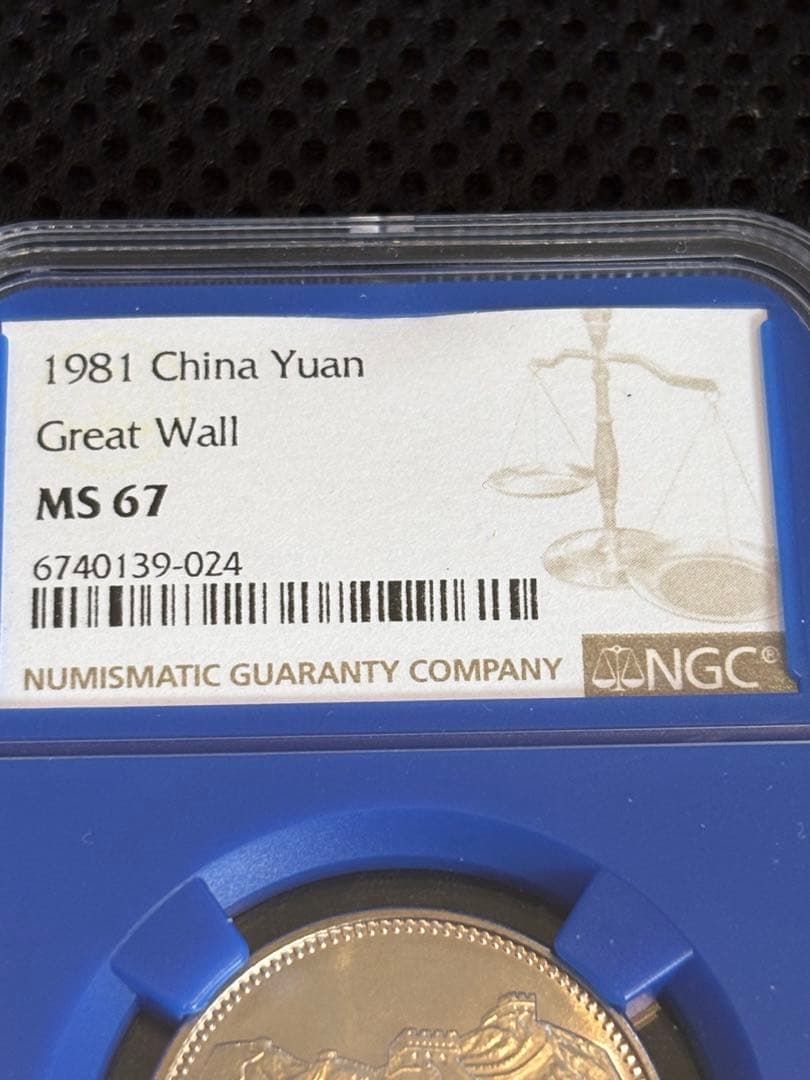 1981 China Yuan
Great Wall
MS 67
6740139-024
NUMISMATIC GUARANTY COMPANY
NGC®